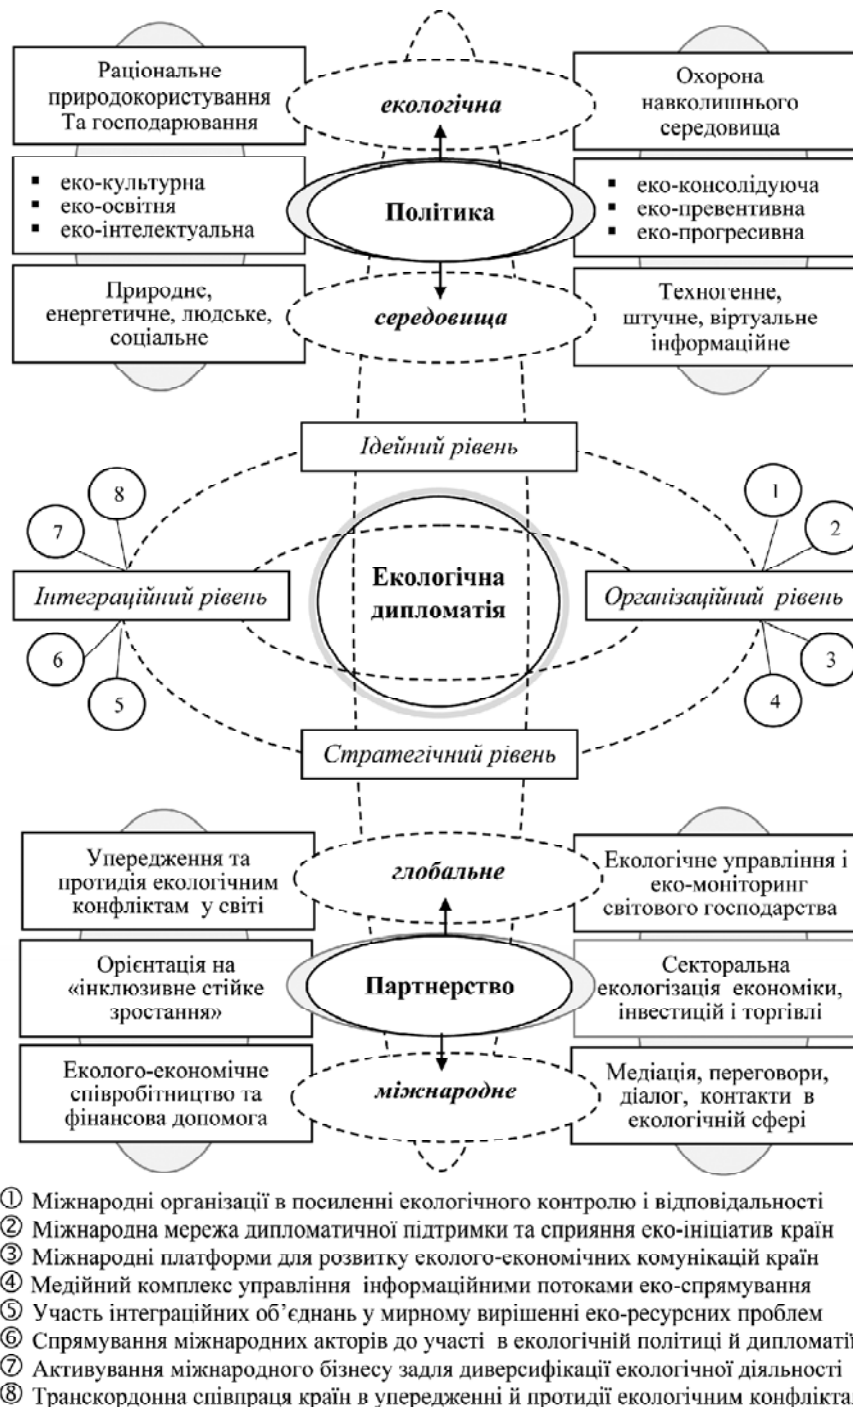 Раціональне
природокористування
Та господарювання
екологічна
Охорона
навколишнього
середовища
▪ еко-культурна
▪ еко-освітня
▪ еко-інтелектуальна
Політика
▪ еко-консолідуюча
▪ еко-превентивна
▪ еко-прогресивна
Природне,
енергетичне, людське,
соціальне
середовища
Техногенне,
штучне, віртуальне
інформаційне
Ідейний рівень
8
7
1
2
Інтеграційний рівень
Екологічна
дипломатія
Організаційний рівень
6
5
3
4
Стратегічний рівень
Упередження та
протидія екологічним
конфліктам у світі
глобальне
Екологічне управління і
еко-моніторинг
світового господарства
Орієнтація на
«інклюзивне стійке
зростання»
Партнерство
Секторальна
екологізація економіки,
інвестицій і торгівлі
Еколого-економічне
співробітництво та
фінансова допомога
міжнародне
Медіація, переговори,
діалог, контакти в
екологічній сфері
① Міжнародні організації в посиленні екологічного контролю і відповідальності
② Міжнародна мережа дипломатичної підтримки та сприяння еко-ініціатив країн
③ Міжнародні платформи для розвитку еколого-економічних комунікацій країн
④ Медійний комплекс управління інформаційними потоками еко-спрямування
⑤ Участь інтеграційних об’єднань у мирному вирішенні еко-ресурсних проблем
⑥ Спрямування міжнародних акторів до участі в екологічній політиці й дипломатії
⑦ Активування міжнародного бізнесу задля диверсифікації екологічної діяльності
⑧ Транскордонна співпраця країн в упередженні й протидії екологічним конфлікта